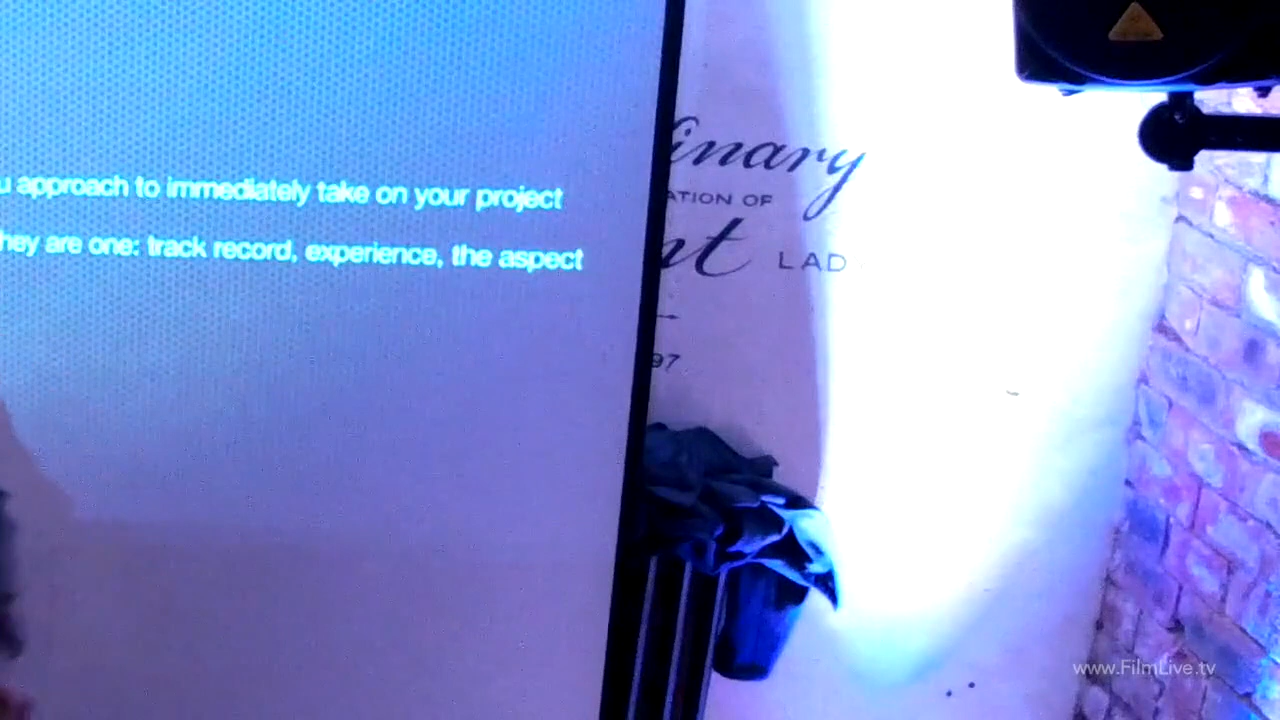 approach to immediately take on your project
hey are one: track record, experience, the aspect
inary
ATION OF
nt LAD
97
www.FilmLive.tv